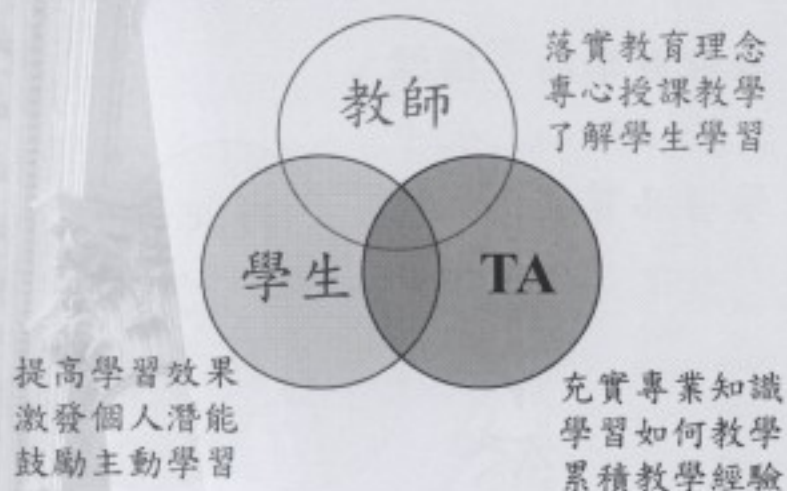 教師
落實教育理念
專心授課教學
了解學生學習
學生
TA
提高學習效果
激發個人潛能
鼓勵主動學習
充實專業知識
學習如何教學
累積教學經驗